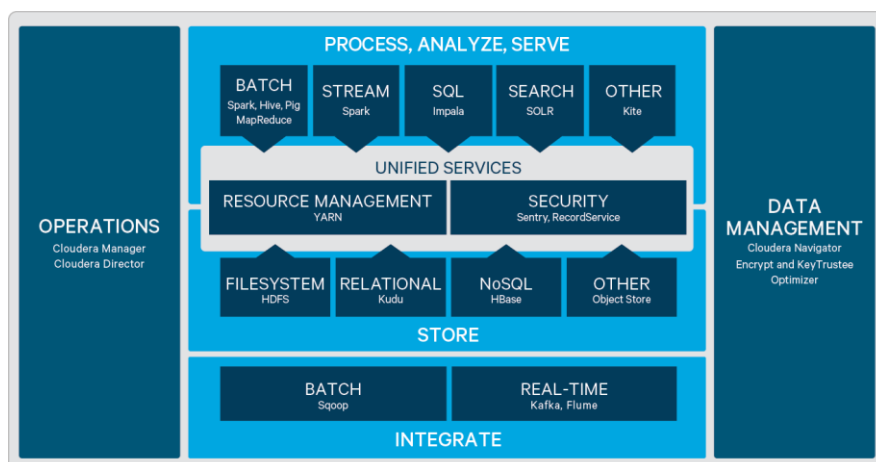 PROCESS, ANALYZE, SERVE
BATCH
Spark, Hive, Pig
MapReduce
STREAM
Spark
SQL
Impala
SEARCH
SOLR
OTHER
Kite
UNIFIED SERVICES
RESOURCE MANAGEMENT
YARN
SECURITY
Sentry, RecordService
OPERATIONS
Cloudera Manager
Cloudera Director
DATA
MANAGEMENT
Cloudera Navigator
Encrypt and KeyTrustee
Optimizer
FILESYSTEM
HDFS
RELATIONAL
Kudu
NoSQL
HBase
OTHER
Object Store
STORE
BATCH
Sqoop
REAL-TIME
Kafka, Flume
INTEGRATE